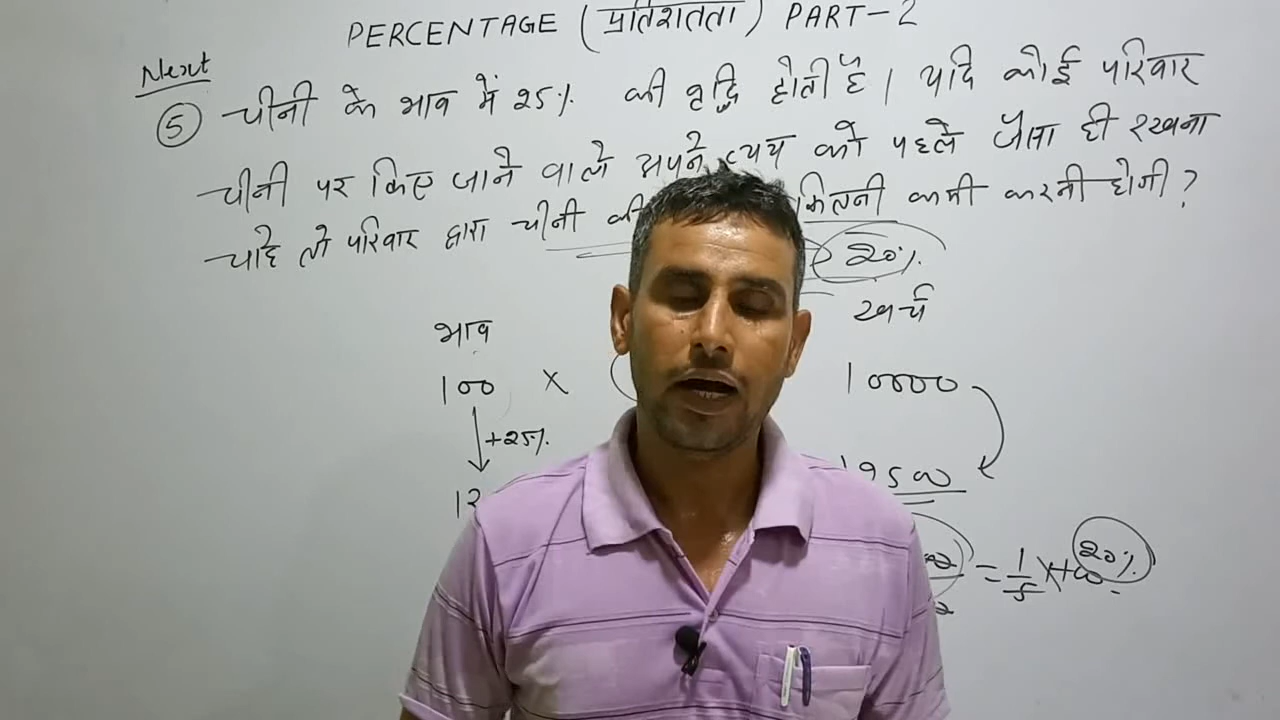 PERCENTAGE (प्रतिशतता) PART-2
Next
⑤ चीनी के भाव में 25% की वृद्धि होती है। यदि कोई परिवार
चीनी पर किए जाने वाले अपने व्यय को पहले जैसा ही रखना
चाहे तो परिवार द्वारा चीनी की कितनी कमी करनी होगी?
20%
भाव खर्च
100 × 10000
+25%
12
= 1/5 × 100 20%